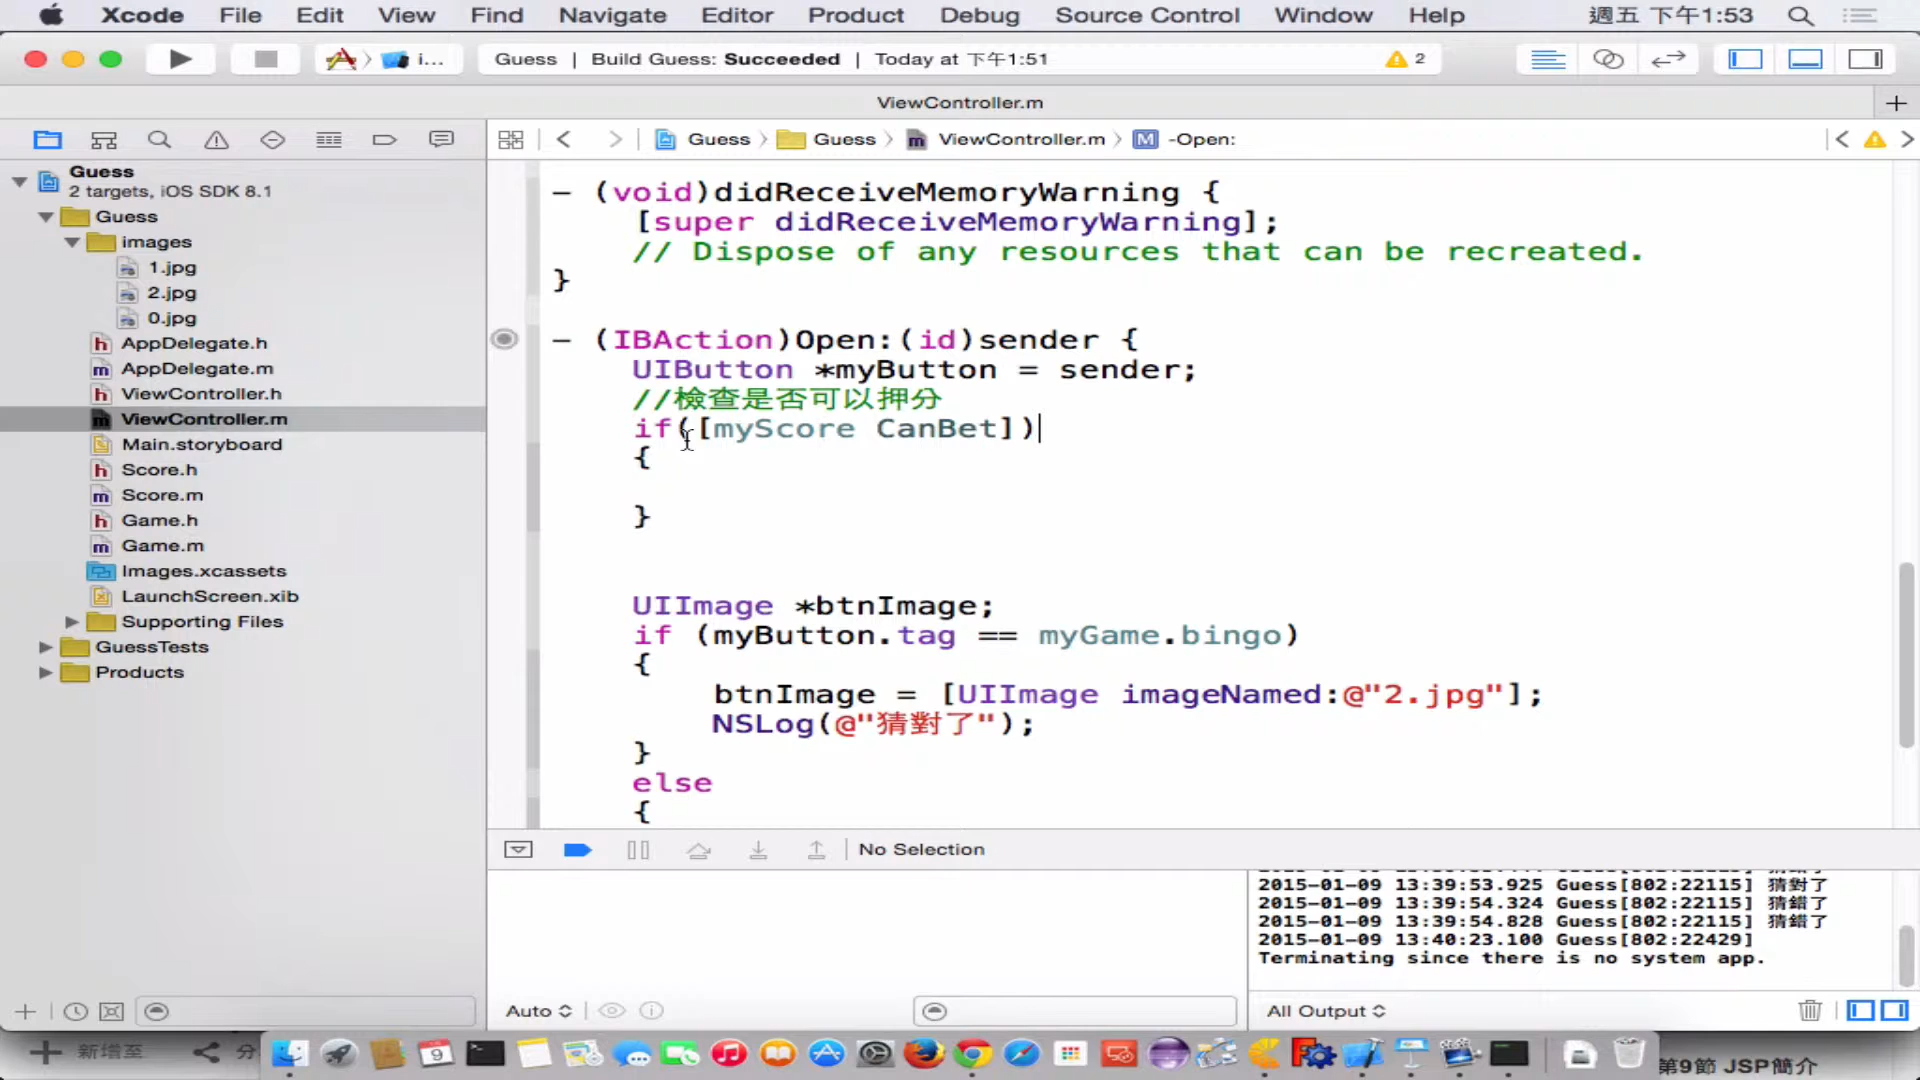 Xcode File Edit View Find Navigate Editor Product Debug Source Control Window Help 週五 下午1:53
i... Guess | Build Guess: Succeeded | Today at 下午1:51 2
ViewController.m
Guess Guess ViewController.m M -Open:
Guess
2 targets, iOS SDK 8.1
Guess
images
1.jpg
2.jpg
0.jpg
h AppDelegate.h
m AppDelegate.m
h ViewController.h
m ViewController.m
Main.storyboard
h Score.h
m Score.m
h Game.h
m Game.m
Images.xcassets
LaunchScreen.xib
Supporting Files
GuessTests
Products
- (void)didReceiveMemoryWarning {
[super didReceiveMemoryWarning];
// Dispose of any resources that can be recreated.
}
- (IBAction)Open:(id)sender {
UIButton *myButton = sender;
//檢查是否可以押分
if([myScore CanBet])
{
}
UIImage *btnImage;
if (myButton.tag == myGame.bingo)
{
btnImage = [UIImage imageNamed:@"2.jpg"];
NSLog(@"猜對了");
}
else
{
No Selection
2015-01-09 13:39:53.925 Guess[802:22115] 猜對了
2015-01-09 13:39:54.324 Guess[802:22115] 猜錯了
2015-01-09 13:39:54.828 Guess[802:22115] 猜錯了
2015-01-09 13:40:23.100 Guess[802:22429]
Terminating since there is no system app.
Auto All Output
新增至 分 9 第9節 JSP簡介